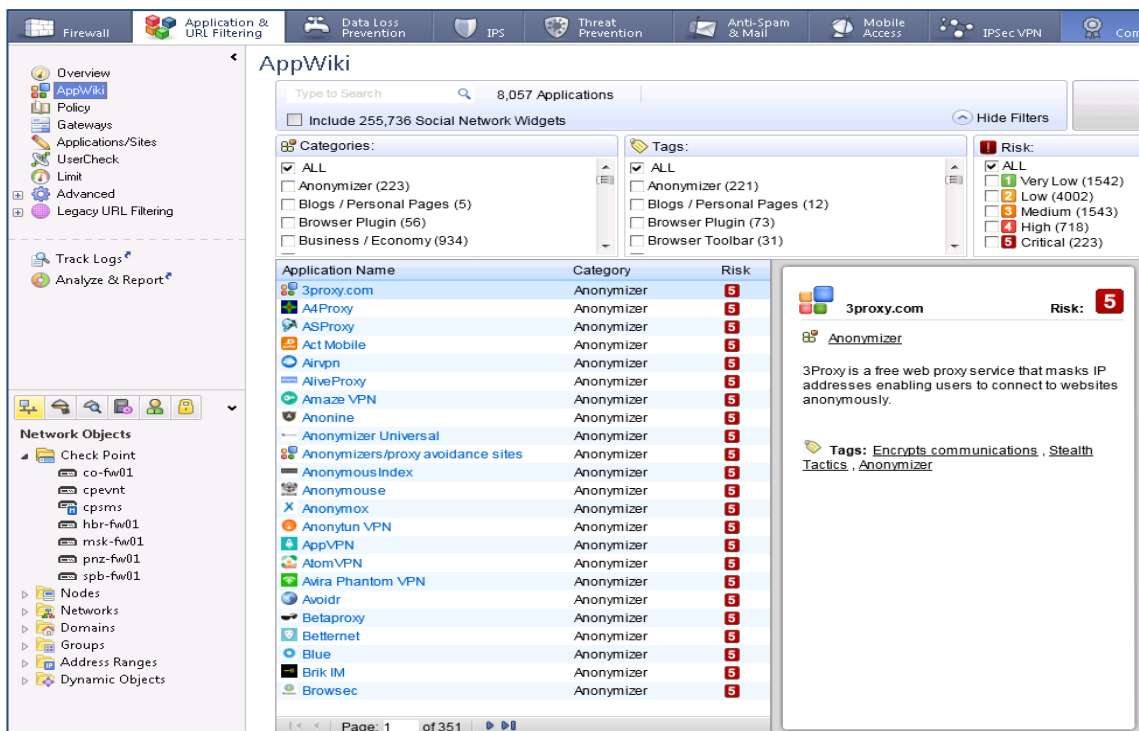 Firewall
Application & URL Filtering
Data Loss Prevention
IPS
Threat Prevention
Anti-Spam & Mail
Mobile Access
IPSec VPN
Com
Overview
AppWiki
Policy
Gateways
Applications/Sites
UserCheck
Limit
Advanced
Legacy URL Filtering
Track Logs
Analyze & Report
Network Objects
Check Point
co-fw01
cpevnt
cpsms
hbr-fw01
msk-fw01
pnz-fw01
spb-fw01
Nodes
Networks
Domains
Groups
Address Ranges
Dynamic Objects
AppWiki
Type to Search 8,057 Applications
Include 255,736 Social Network Widgets
Hide Filters
Categories:
ALL
Anonymizer (223)
Blogs / Personal Pages (5)
Browser Plugin (56)
Business / Economy (934)
Tags:
ALL
Anonymizer (221)
Blogs / Personal Pages (12)
Browser Plugin (73)
Browser Toolbar (31)
Risk:
ALL
1 Very Low (1542)
2 Low (4002)
3 Medium (1543)
4 High (718)
5 Critical (223)
Application Name Category Risk
3proxy.com Anonymizer 5
A4Proxy Anonymizer 5
ASProxy Anonymizer 5
Act Mobile Anonymizer 5
Airvpn Anonymizer 5
AliveProxy Anonymizer 5
Amaze VPN Anonymizer 5
Anonine Anonymizer 5
Anonymizer Universal Anonymizer 5
Anonymizers/proxy avoidance sites Anonymizer 5
AnonymousIndex Anonymizer 5
Anonymouse Anonymizer 5
Anonymox Anonymizer 5
Anonytun VPN Anonymizer 5
AppVPN Anonymizer 5
AtomVPN Anonymizer 5
Avira Phantom VPN Anonymizer 5
Avoidr Anonymizer 5
Betaproxy Anonymizer 5
Betternet Anonymizer 5
Blue Anonymizer 5
Brik IM Anonymizer 5
Browsec Anonymizer 5
Page: 1 of 351
3proxy.com Risk: 5
Anonymizer
3Proxy is a free web proxy service that masks IP
addresses enabling users to connect to websites
anonymously.
Tags: Encrypts communications , Stealth
Tactics , Anonymizer